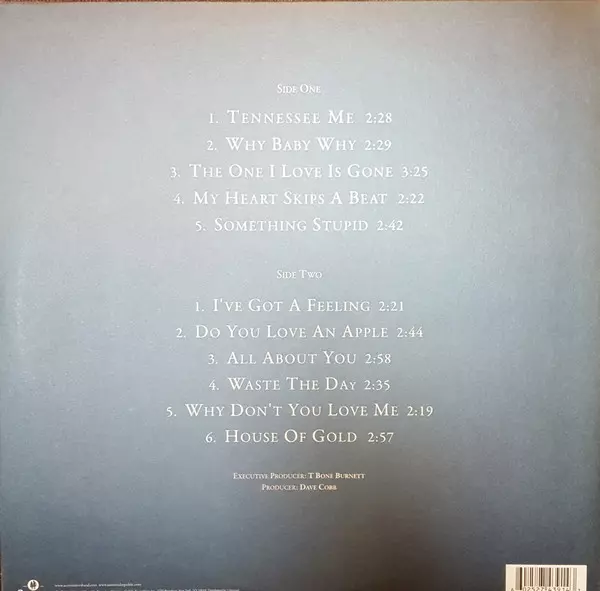 Side One
1. Tennessee Me 2:28
2. Why Baby Why 2:29
3. The One I Love Is Gone 3:25
4. My Heart Skips A Beat 2:22
5. Something Stupid 2:42
Side Two
1. I've Got A Feeling 2:21
2. Do You Love An Apple 2:44
3. All About You 2:58
4. Waste The Day 2:35
5. Why Don't You Love Me 2:19
6. House Of Gold 2:57
Executive Producer: T Bone Burnett
Producer: Dave Cobb